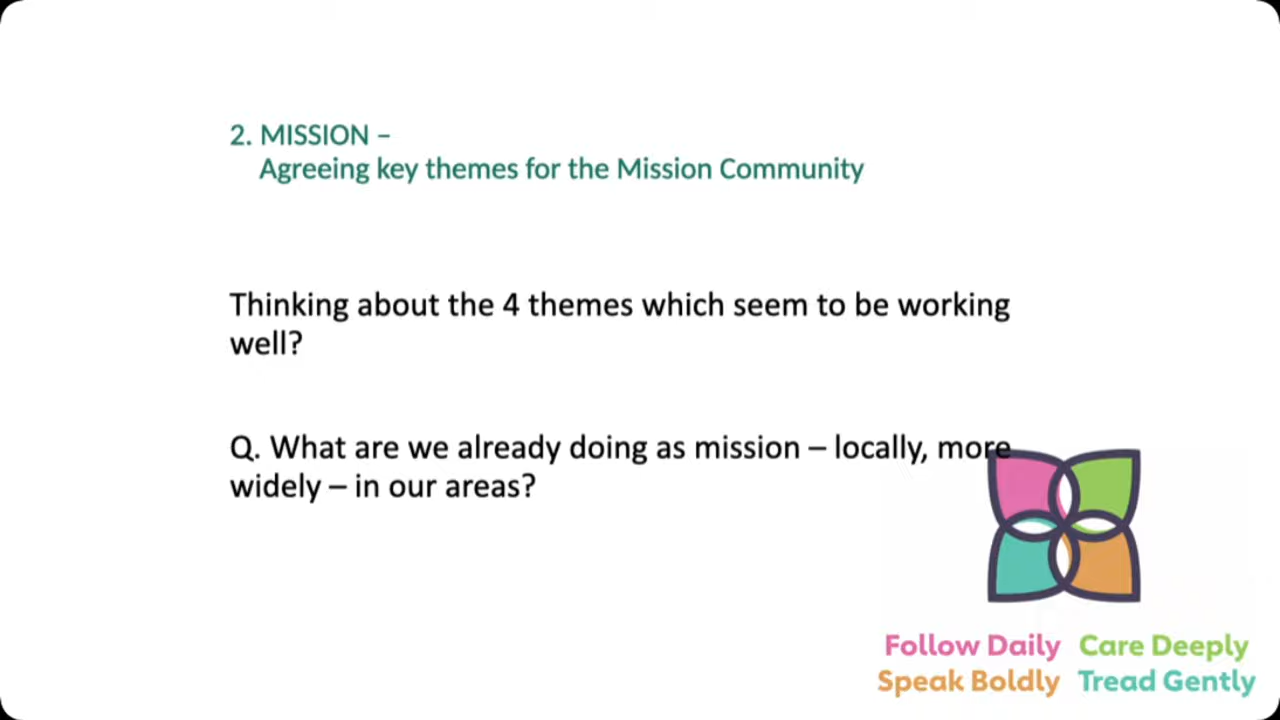 2. MISSION –
Agreeing key themes for the Mission Community
Thinking about the 4 themes which seem to be working
well?
Q. What are we already doing as mission – locally, more
widely – in our areas?
Follow Daily Care Deeply
Speak Boldly Tread Gently